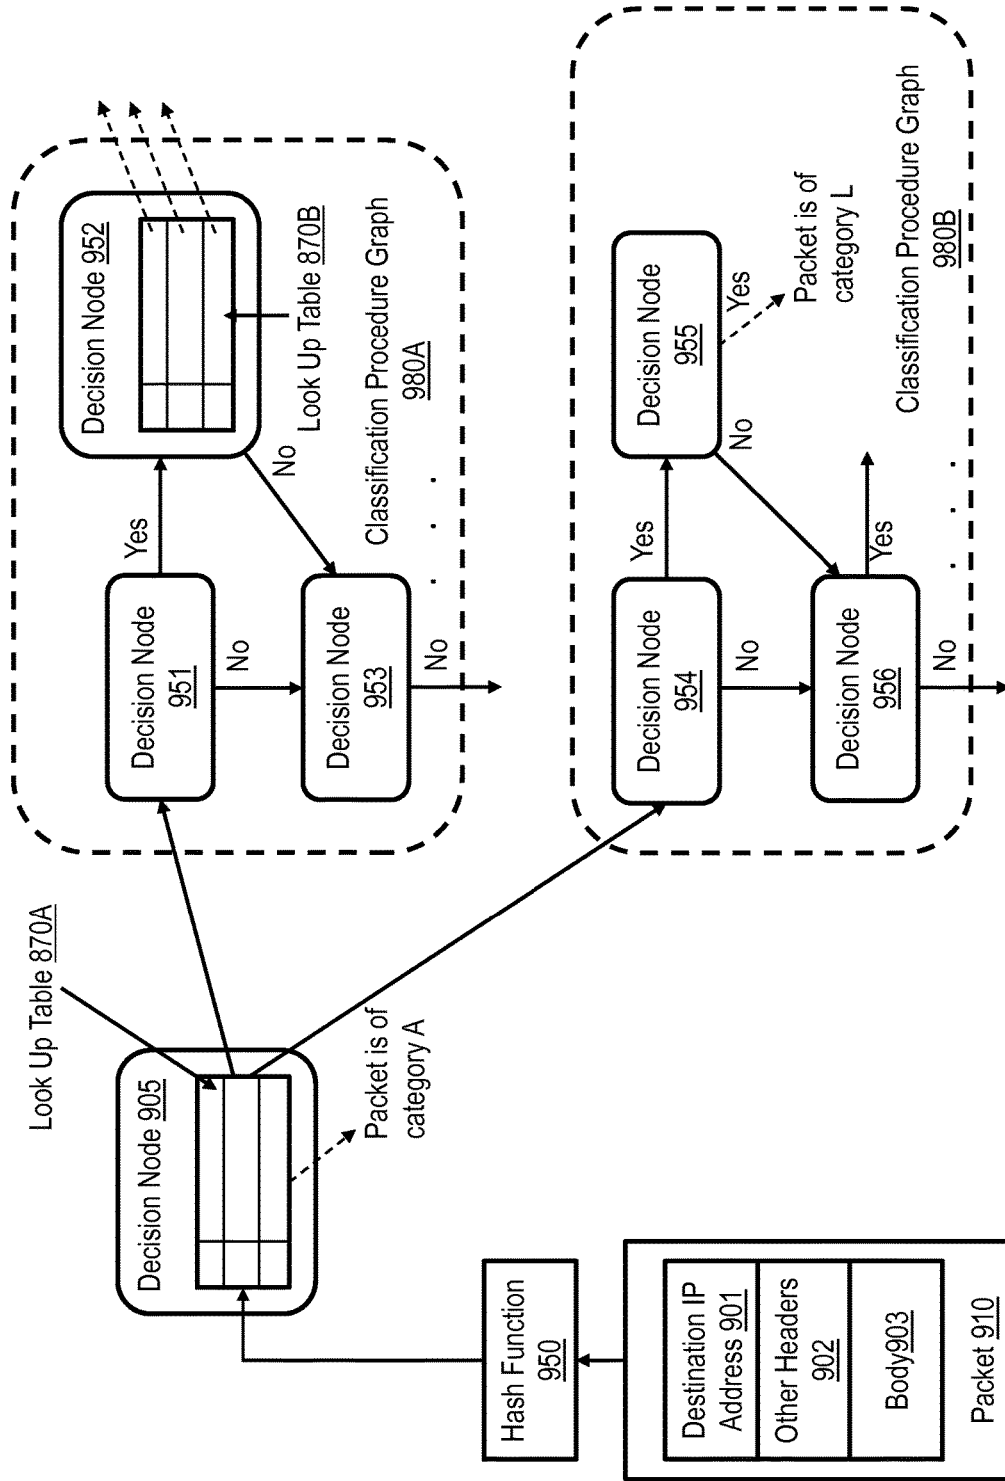 Look Up Table 870A
Decision Node 905
Packet is of
category A
Hash Function
950
Destination IP
Address 901
Other Headers
902
Body903
Packet 910
Decision Node
951
Yes
No
Decision Node 952
Look Up Table 870B
No
Decision Node
953
No
. . .
Classification Procedure Graph
980A
Decision Node
954
Yes
No
Decision Node
955
Yes
No
Packet is of
category L
Decision Node
956
Yes
No
. . .
Classification Procedure Graph
980B